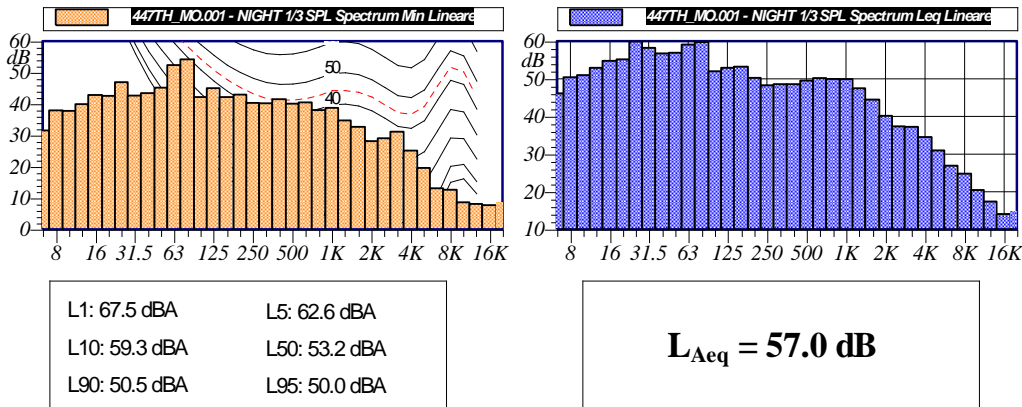 447TH_MO.001 - NIGHT 1/3 SPL Spectrum Min Lineare
60
dB
50
40
30
20
10
0
50
40
8 16 31.5 63 125 250 500 1K 2K 4K 8K 16K
447TH_MO.001 - NIGHT 1/3 SPL Spectrum Leq Lineare
60
dB
50
40
30
20
10
8 16 31.5 63 125 250 500 1K 2K 4K 8K 16K
L1: 67.5 dBA L5: 62.6 dBA
L10: 59.3 dBA L50: 53.2 dBA
L90: 50.5 dBA L95: 50.0 dBA
LAeq = 57.0 dB